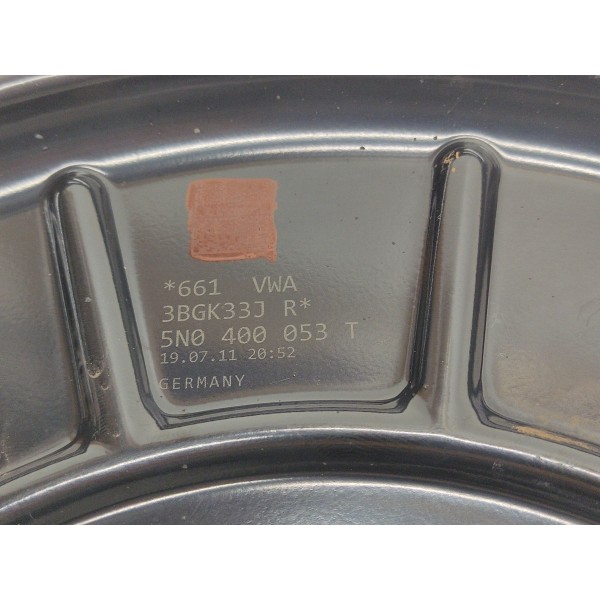 *661 VWA
3BGK33J R*
5N0 400 053 T
19.07.11 20:52
GERMANY